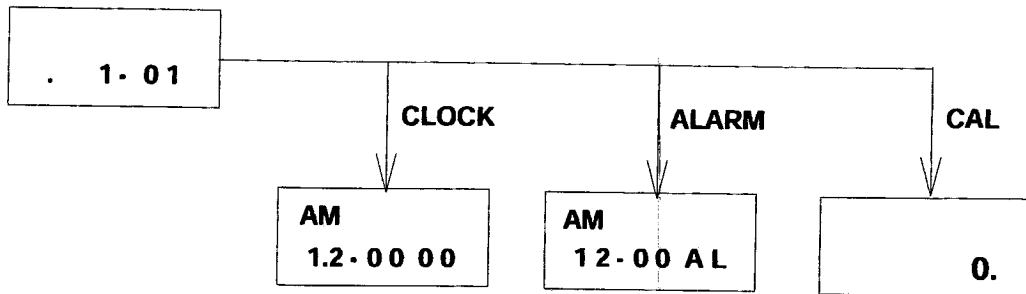 . 1- 01
CLOCK
ALARM
CAL
AM
1.2-00 00
AM
12-00 AL
0.